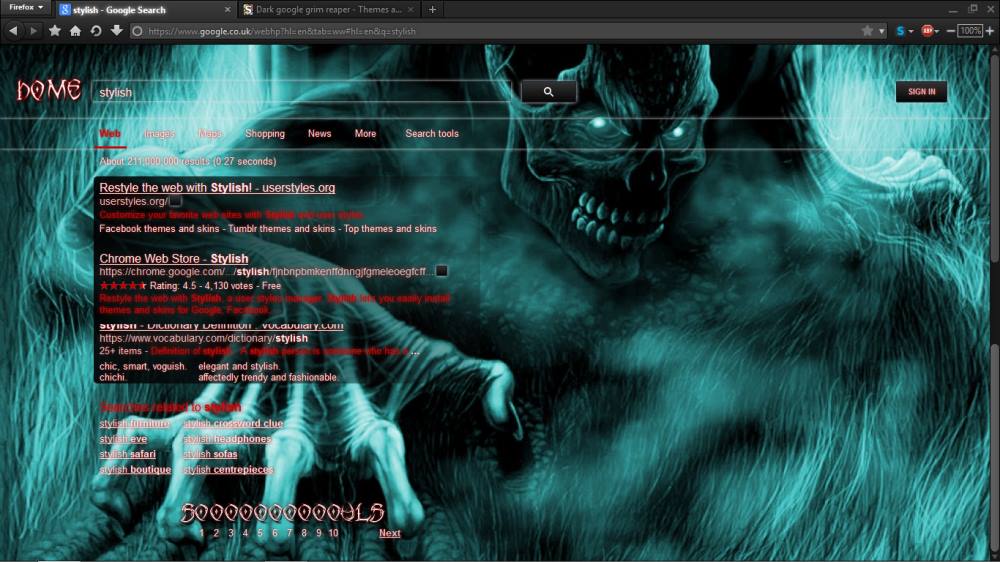 Firefox
stylish - Google Search
Dark google grim reaper - Themes a...
https://www.google.co.uk/webhp?hl=en&tab=ww#hl=en&q=stylish
100%
DOME
stylish
SIGN IN
Web Images Maps Shopping News More Search tools
About 211,000,000 results (0.27 seconds)
Restyle the web with Stylish! - userstyles.org
userstyles.org/
Customize your favorite web sites with Stylish and user styles.
Facebook themes and skins - Tumblr themes and skins - Top themes and skins
Chrome Web Store - Stylish
https://chrome.google.com/.../stylish/fjnbnpbmkenffdnngjfgmeleoegfcff...
Rating: 4.5 - 4,130 votes - Free
Restyle the web with Stylish, a user styles manager. Stylish lets you easily install
themes and skins for Google, Facebook,
stylish - Dictionary Definition : Vocabulary.com
https://www.vocabulary.com/dictionary/stylish
25+ items - Definition of stylish - A stylish person is someone who has a ...
chic, smart, voguish. elegant and stylish.
chichi. affectedly trendy and fashionable.
Searches related to stylish
stylish furniture stylish crossword clue
stylish eve stylish headphones
stylish safari stylish sofas
stylish boutique stylish centrepieces
SOOOOOOOOOOULS
1 2 3 4 5 6 7 8 9 10 Next